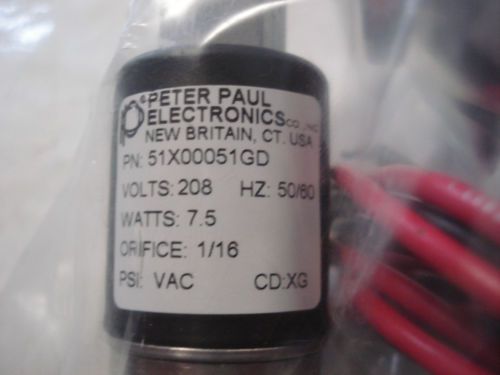 PETER PAUL
ELECTRONICS CO., INC.
NEW BRITAIN, CT. USA
PN: 51X00051GD
VOLTS: 208 HZ: 50/60
WATTS: 7.5
ORIFICE: 1/16
PSI: VAC CD:XG